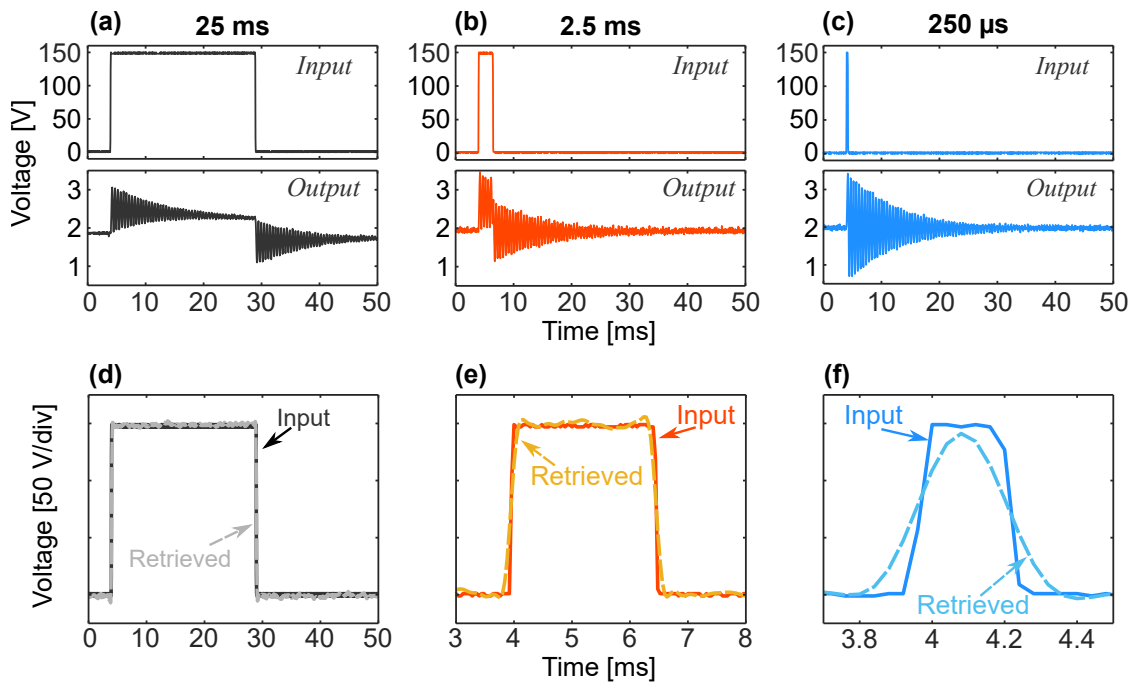 (a) 25 ms (b) 2.5 ms (c) 250 µs
150 Input 150 Input 150 Input
100 100 100
50 50 50
0 0 0
Voltage [V]
3 Output 3 Output 3 Output
2 2 2
1 1 1
0 10 20 30 40 50 0 10 20 30 40 50 0 10 20 30 40 50
Time [ms]
(d) (e) (f)
Voltage [50 V/div]
Input Input Input
Retrieved Retrieved Retrieved
0 10 20 30 40 50 3 4 5 6 7 8 3.8 4 4.2 4.4
Time [ms]